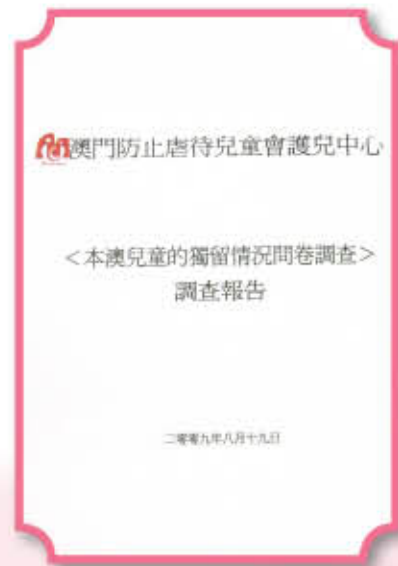 澳門防止虐待兒童會護兒中心
＜本澳兒童的獨留情況問卷調查＞
調查報告
二零零九年八月十九日